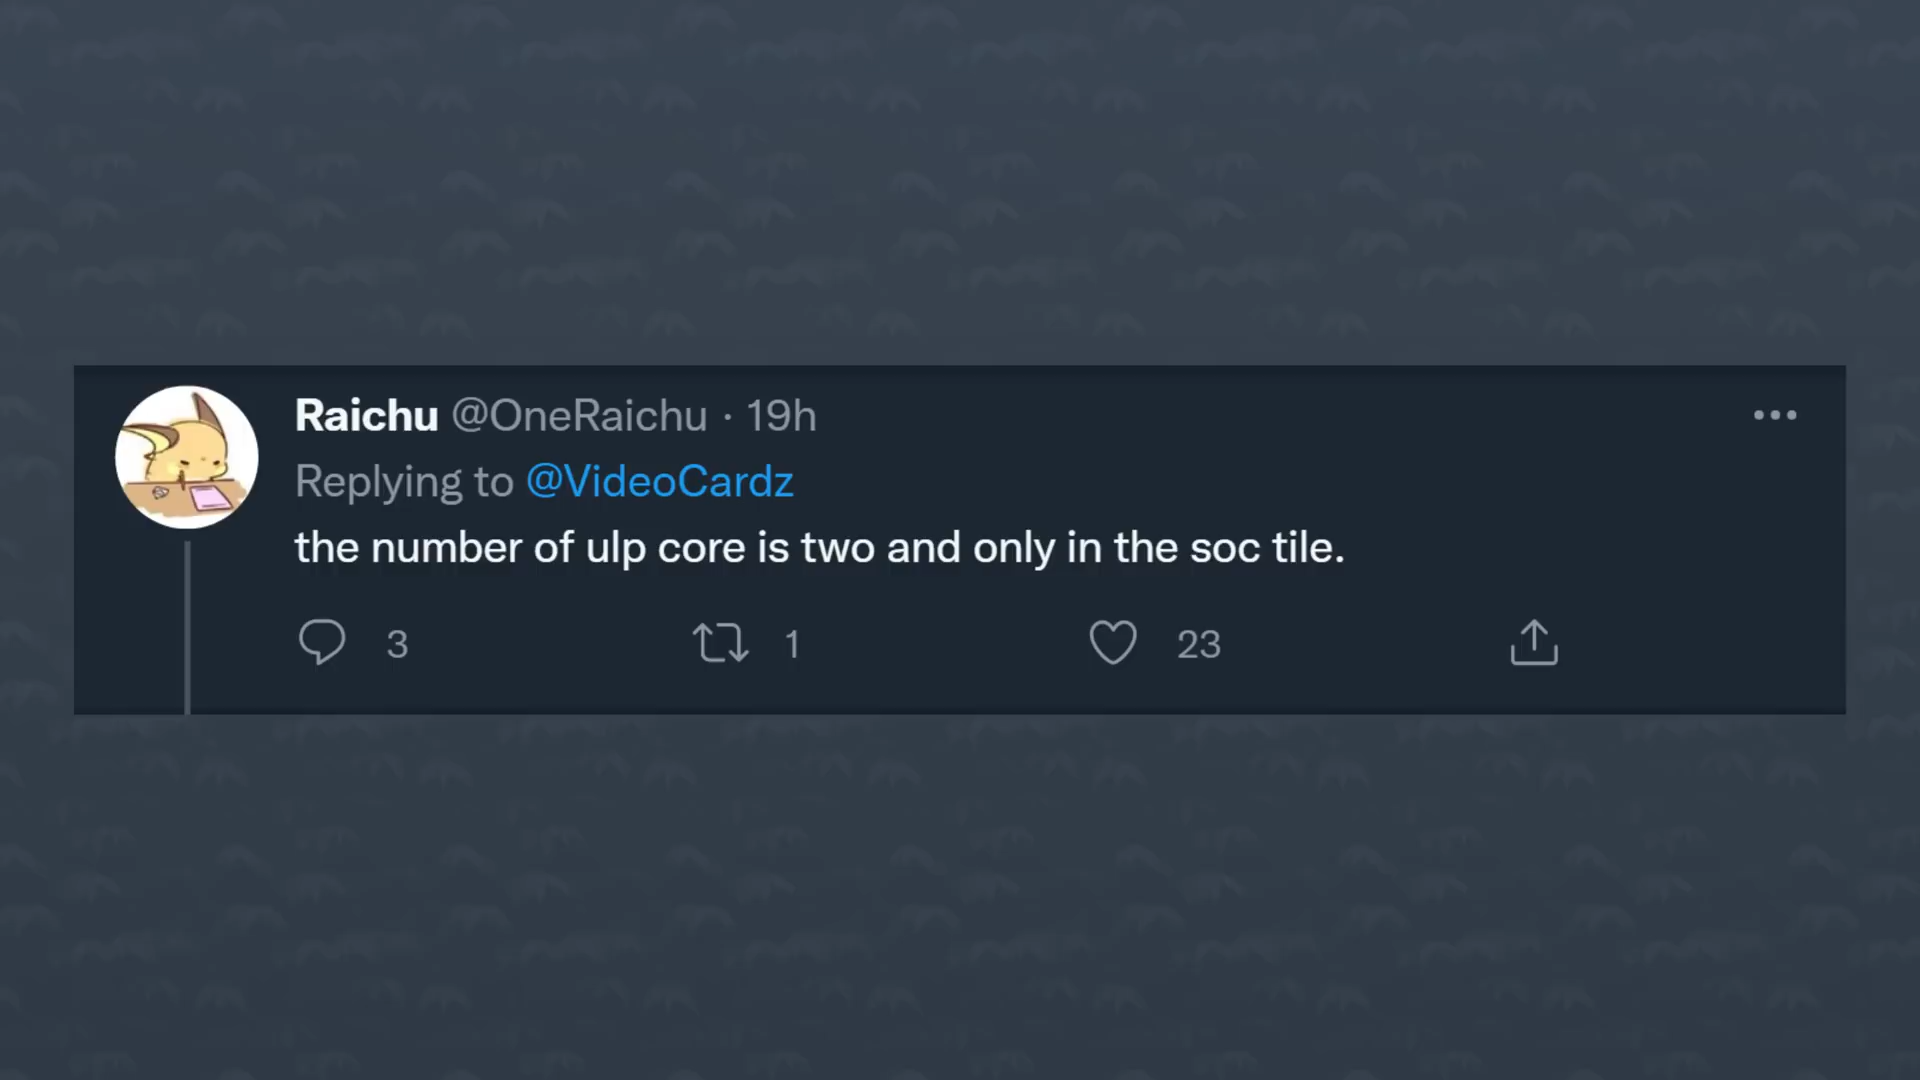 Raichu @OneRaichu · 19h
Replying to @VideoCardz
the number of ulp core is two and only in the soc tile.
3 1 23